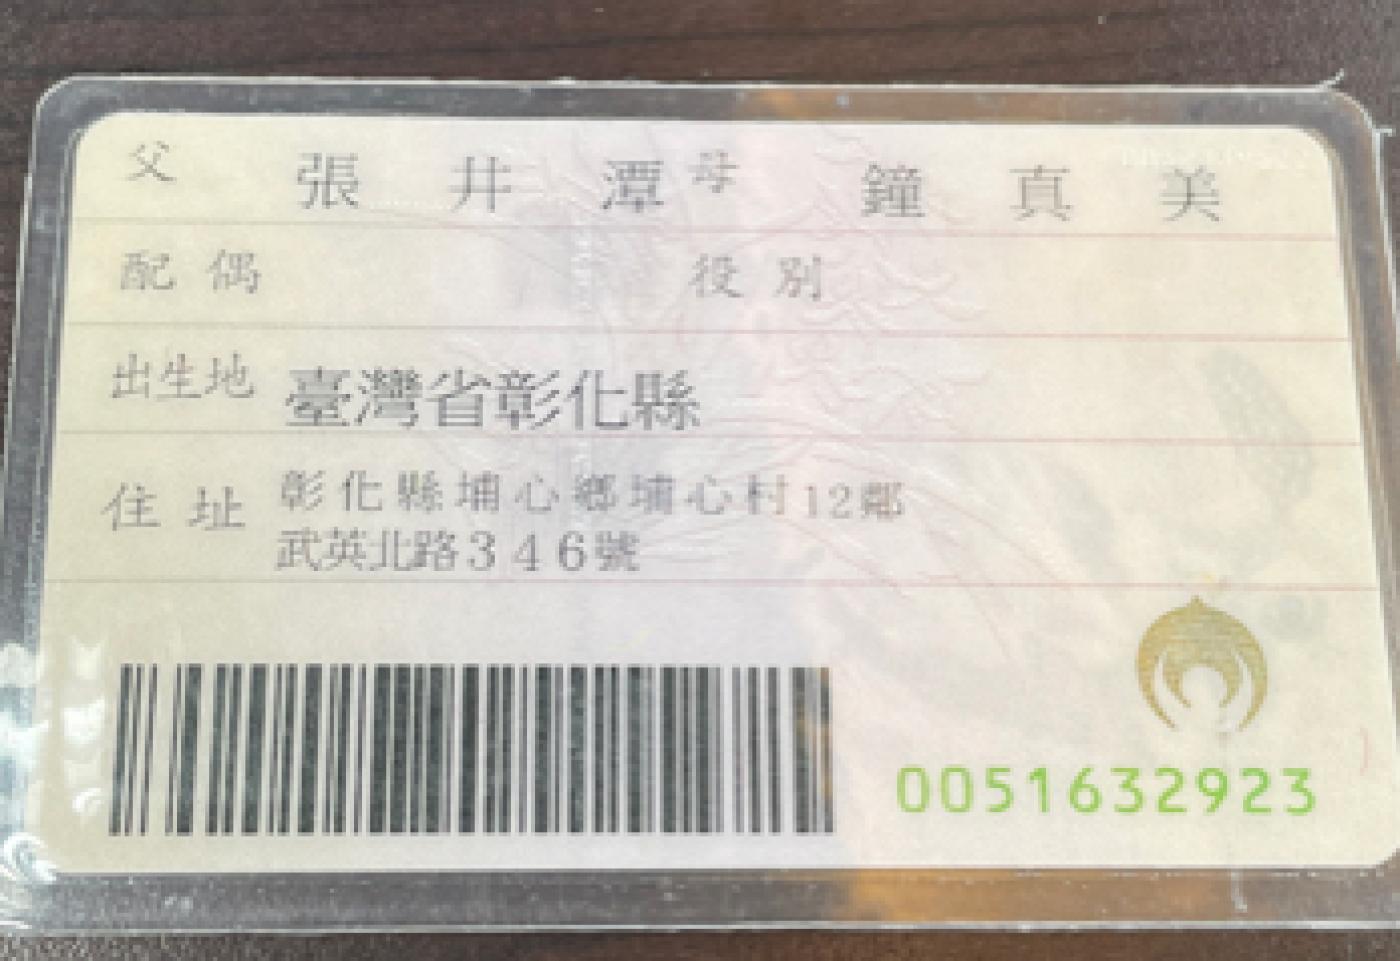 父 張井潭 母 鐘真美
配偶 役別
出生地 臺灣省彰化縣
住址 彰化縣埔心鄉埔心村12鄰
武英北路346號
0051632923